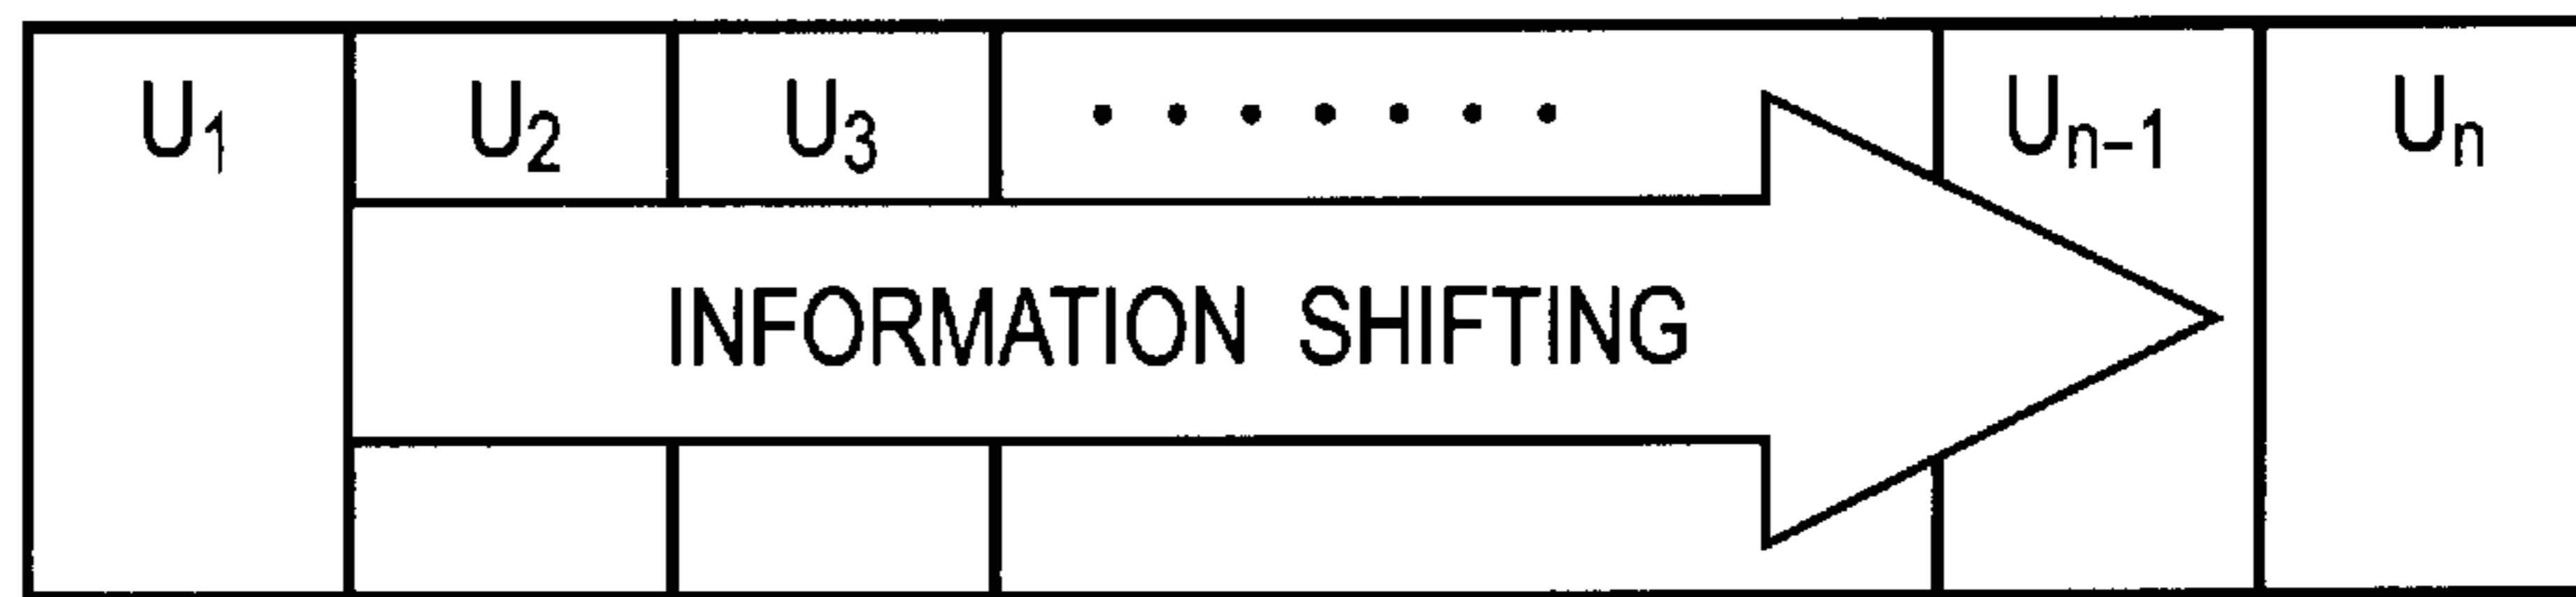 U₁ U₂ U₃ ....... Uₙ₋₁ Uₙ
INFORMATION SHIFTING